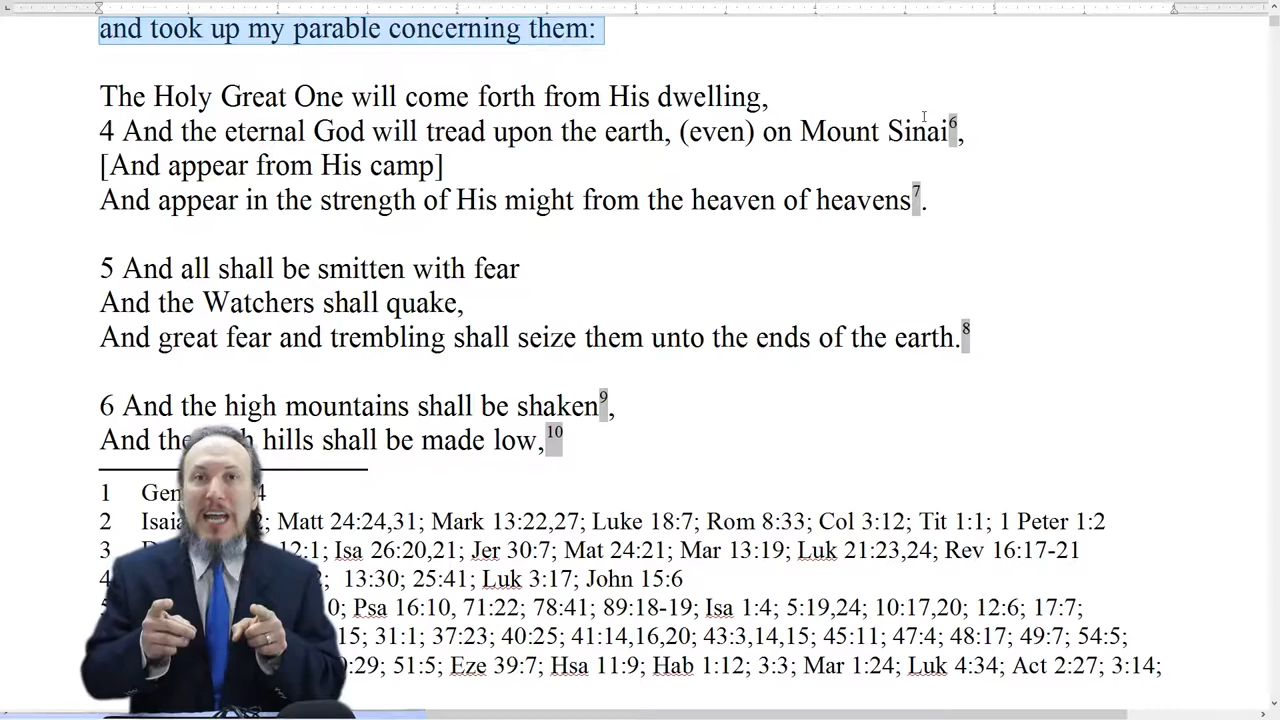 and took up my parable concerning them:
The Holy Great One will come forth from His dwelling,
4 And the eternal God will tread upon the earth, (even) on Mount Sinai6,
[And appear from His camp]
And appear in the strength of His might from the heaven of heavens7.
5 And all shall be smitten with fear
And the Watchers shall quake,
And great fear and trembling shall seize them unto the ends of the earth.8
6 And the high mountains shall be shaken9,
And the hills shall be made low,10
1 Gen 4
2 Isaia 2; Matt 24:24,31; Mark 13:22,27; Luke 18:7; Rom 8:33; Col 3:12; Tit 1:1; 1 Peter 1:2
3 12:1; Isa 26:20,21; Jer 30:7; Mat 24:21; Mar 13:19; Luk 21:23,24; Rev 16:17-21
13:30; 25:41; Luk 3:17; John 15:6
0; Psa 16:10, 71:22; 78:41; 89:18-19; Isa 1:4; 5:19,24; 10:17,20; 12:6; 17:7;
15; 31:1; 37:23; 40:25; 41:14,16,20; 43:3,14,15; 45:11; 47:4; 48:17; 49:7; 54:5;
:29; 51:5; Eze 39:7; Hsa 11:9; Hab 1:12; 3:3; Mar 1:24; Luk 4:34; Act 2:27; 3:14;